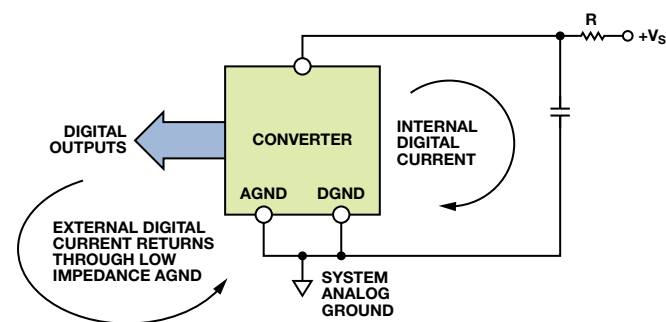 R
+VS
DIGITAL
OUTPUTS
CONVERTER
INTERNAL
DIGITAL
CURRENT
AGND
DGND
EXTERNAL DIGITAL
CURRENT RETURNS
THROUGH LOW
IMPEDANCE AGND
SYSTEM
ANALOG
GROUND